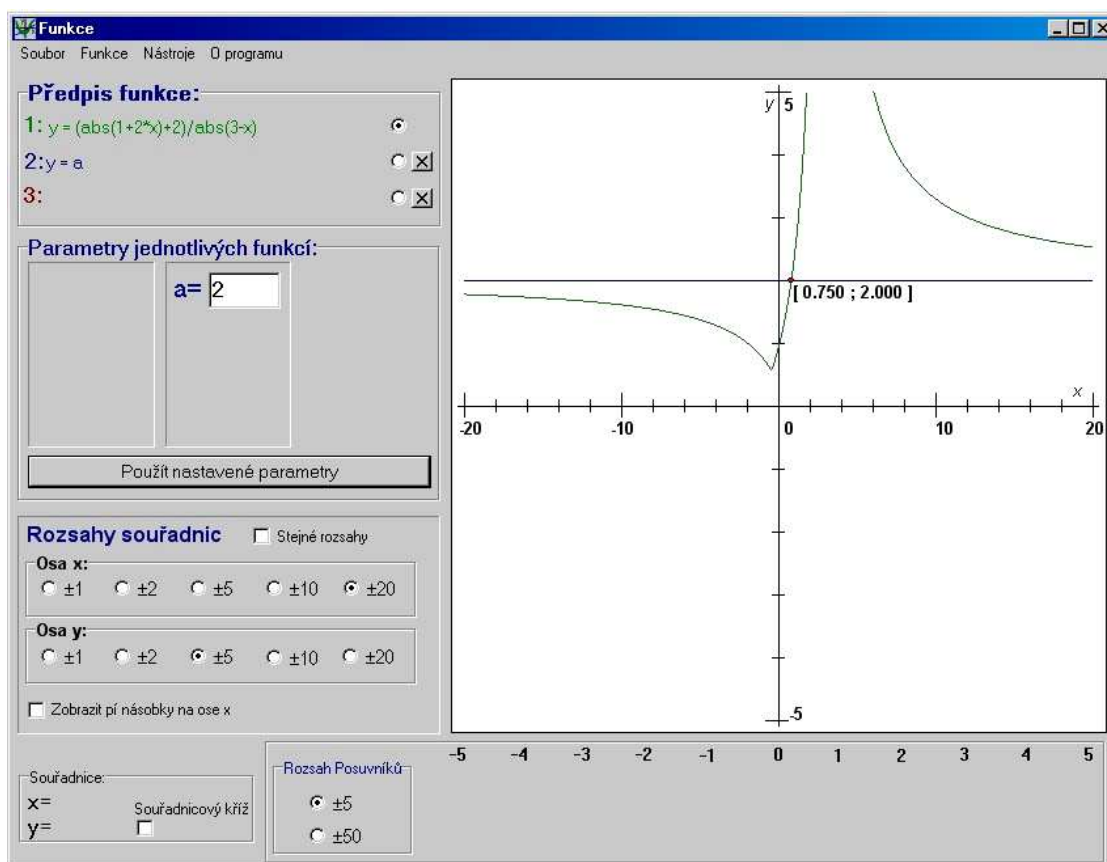 Funkce
Soubor Funkce Nástroje O programu
Předpis funkce:
1: y = (abs(1+2*x)+2)/abs(3-x)
2: y = a
3:
Parametry jednotlivých funkcí:
a= 2
Použít nastavené parametry
Rozsahy souřadnic Stejné rozsahy
Osa x:
±1 ±2 ±5 ±10 ±20
Osa y:
±1 ±2 ±5 ±10 ±20
Zobrazit pí násobky na ose x
y 5
[ 0.750 ; 2.000 ]
x
-20 -10 0 10 20
-5
-5 -4 -3 -2 -1 0 1 2 3 4 5
Souřadnice:
x=
y=
Souřadnicový kříž
Rozsah Posuvníků
±5
±50